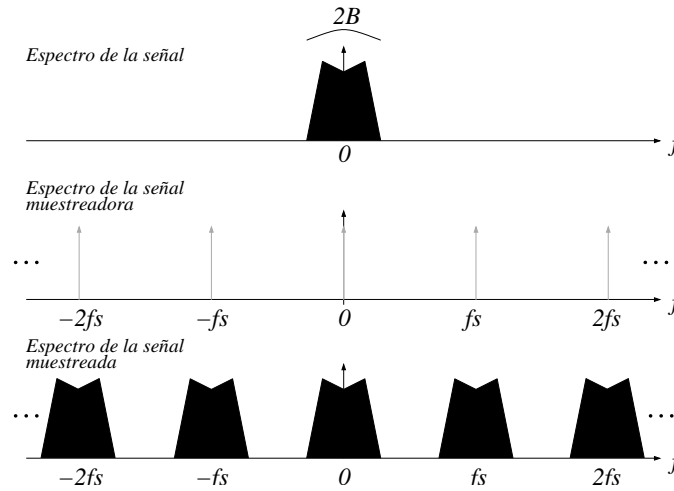 2B
Espectro de la señal
0
f
Espectro de la señal
muestreadora
... ...
−2fs −fs 0 fs 2fs
f
Espectro de la señal
muestreada
... ...
−2fs −fs 0 fs 2fs
f